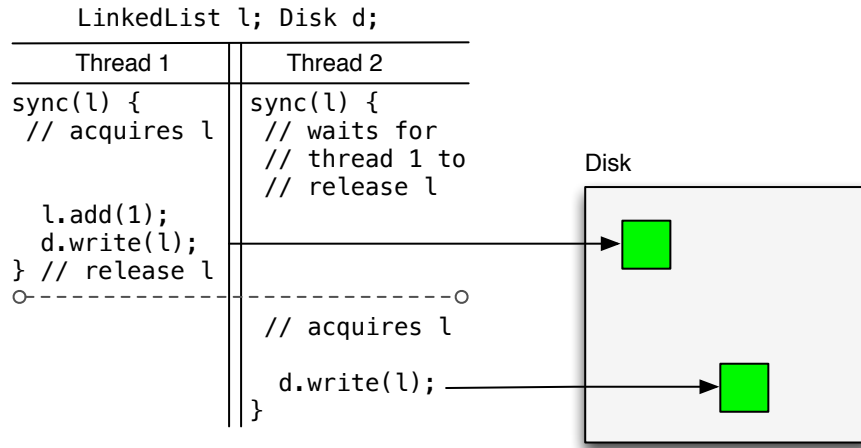 LinkedList l; Disk d;
Thread 1
Thread 2
sync(l) {
// acquires l
l.add(1);
d.write(l);
} // release l
sync(l) {
// waits for
// thread 1 to
// release l
// acquires l
d.write(l);
}
Disk